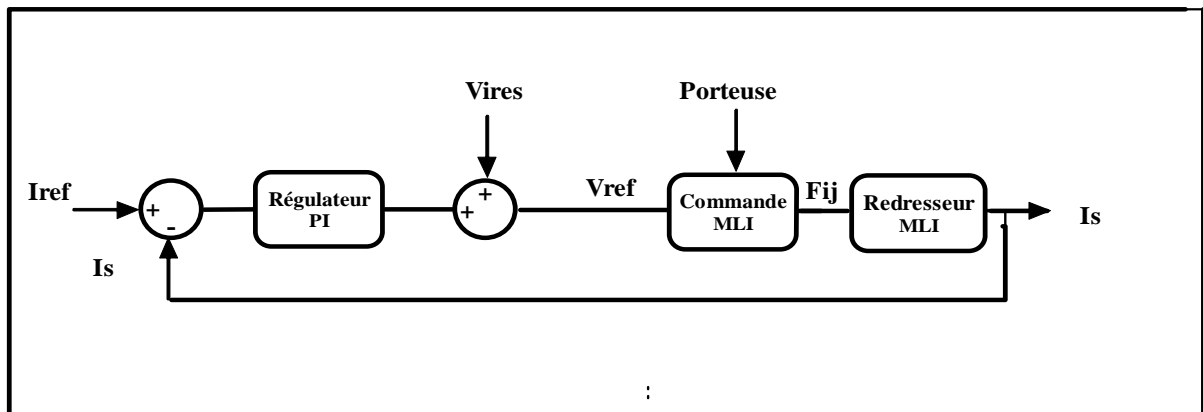 Vires
Porteuse
Iref
+
-
Is
Régulateur
PI
+
+
Vref
Commande
MLI
Fij
Redresseur
MLI
Is
: